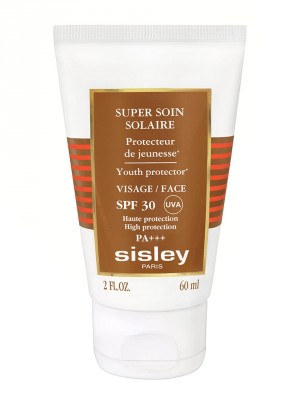 SUPER SOIN
SOLAIRE
Protecteur
de jeunesse*
Youth protector*
VISAGE / FACE
SPF 30 UVA
Haute protection
High protection
PA+++
sisley
PARIS
2 FL.OZ. 60 ml